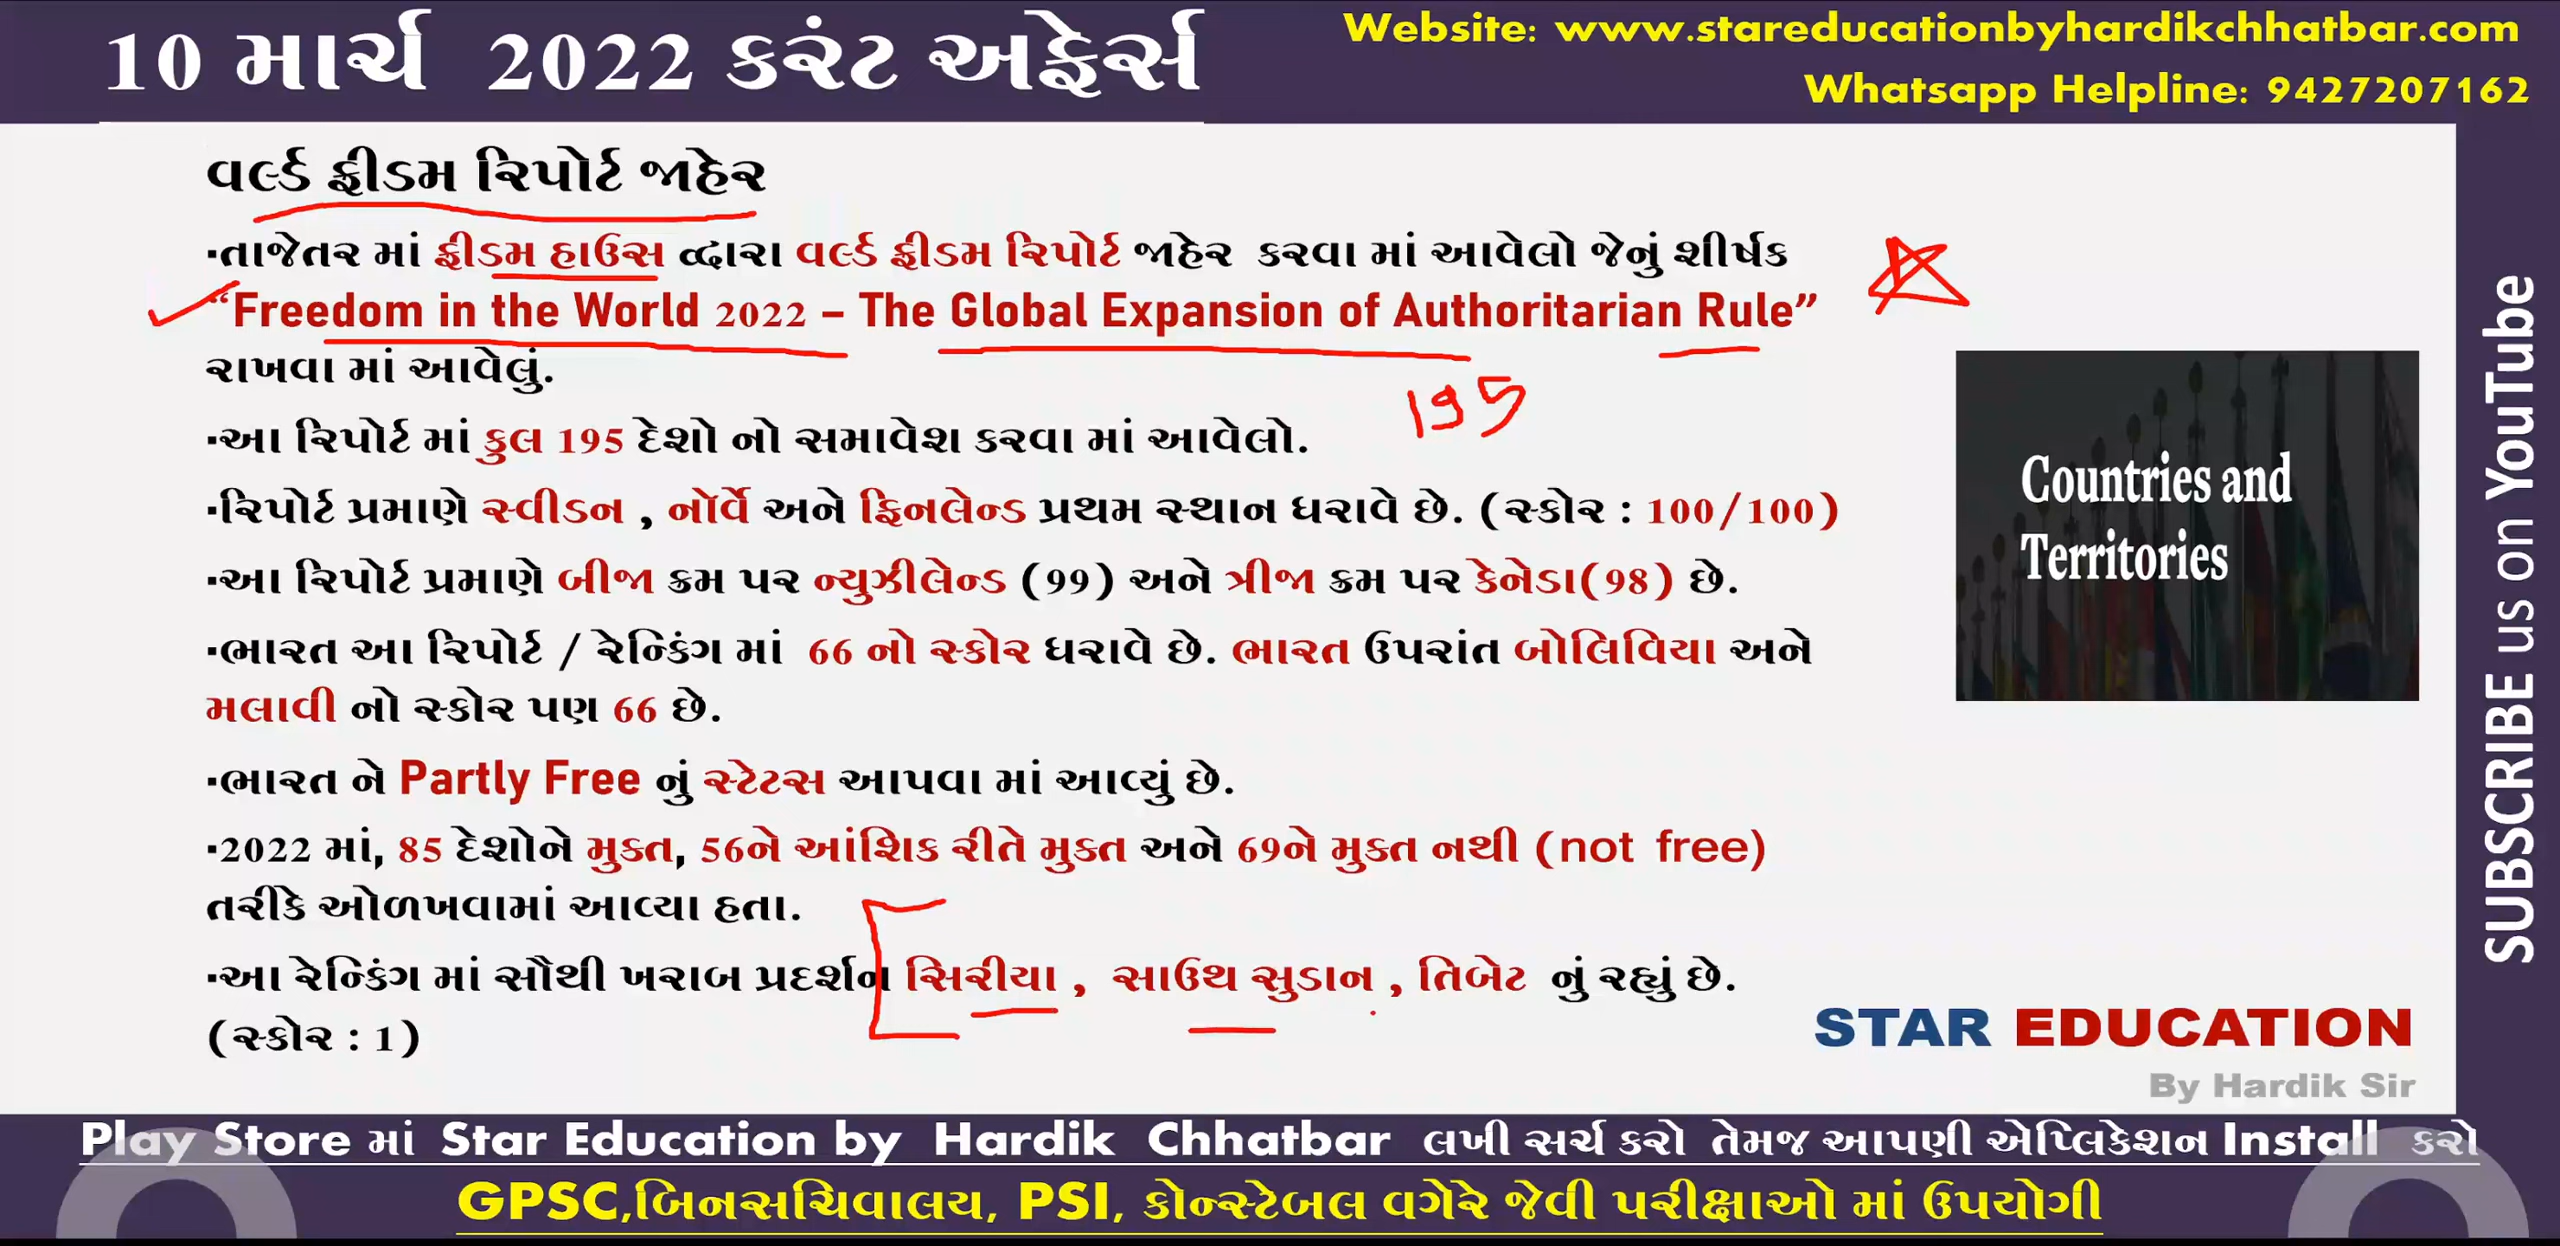 10 માર્ચ 2022 કરંટ અફેર્સ
Website: www.stareducationbyhardikchhatbar.com
Whatsapp Helpline: 9427207162
વર્લ્ડ ફ્રીડમ રિપોર્ટ જાહેર
▪તાજેતર માં ફ્રીડમ હાઉસ વ્દારા વર્લ્ડ ફ્રીડમ રિપોર્ટ જાહેર કરવા માં આવેલો જેનું શીર્ષક
“Freedom in the World 2022 – The Global Expansion of Authoritarian Rule”
રાખવા માં આવેલું.
195
▪આ રિપોર્ટ માં કુલ 195 દેશો નો સમાવેશ કરવા માં આવેલો.
▪રિપોર્ટ પ્રમાણે સ્વીડન , નૉર્વે અને ફિનલેન્ડ પ્રથમ સ્થાન ધરાવે છે. (સ્કોર : 100/100)
▪આ રિપોર્ટ પ્રમાણે બીજા ક્રમ પર ન્યુઝીલેન્ડ (99) અને ત્રીજા ક્રમ પર કેનેડા(98) છે.
▪ભારત આ રિપોર્ટ / રેન્કિંગ માં 66 નો સ્કોર ધરાવે છે. ભારત ઉપરાંત બોલિવિયા અને
મલાવી નો સ્કોર પણ 66 છે.
▪ભારત ને Partly Free નું સ્ટેટસ આપવા માં આવ્યું છે.
▪2022 માં, 85 દેશોને મુક્ત, 56ને આંશિક રીતે મુક્ત અને 69ને મુક્ત નથી (not free)
તરીકે ઓળખવામાં આવ્યા હતા.
▪આ રેન્કિંગ માં સૌથી ખરાબ પ્રદર્શન સિરીયા , સાઉથ સુડાન , તિબેટ નું રહ્યું છે.
(સ્કોર : 1)
Countries and
Territories
SUBSCRIBE us on YouTube
STAR EDUCATION
By Hardik Sir
Play Store માં Star Education by Hardik Chhatbar લખી સર્ચ કરો તેમજ આપણી એપ્લિકેશન Install કરો
GPSC,બિનસચિવાલય, PSI, કોન્સ્ટેબલ વગેરે જેવી પરીક્ષાઓ માં ઉપયોગી